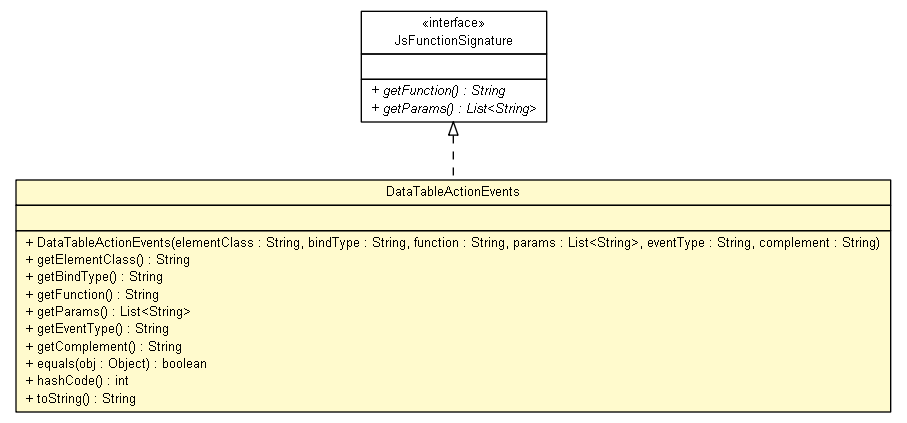 «interface»
JsFunctionSignature
+ getFunction() : String
+ getParams() : List<String>
DataTableActionEvents
+ DataTableActionEvents(elementClass : String, bindType : String, function : String, params : List<String>, eventType : String, complement : String)
+ getElementClass() : String
+ getBindType() : String
+ getFunction() : String
+ getParams() : List<String>
+ getEventType() : String
+ getComplement() : String
+ equals(obj : Object) : boolean
+ hashCode() : int
+ toString() : String